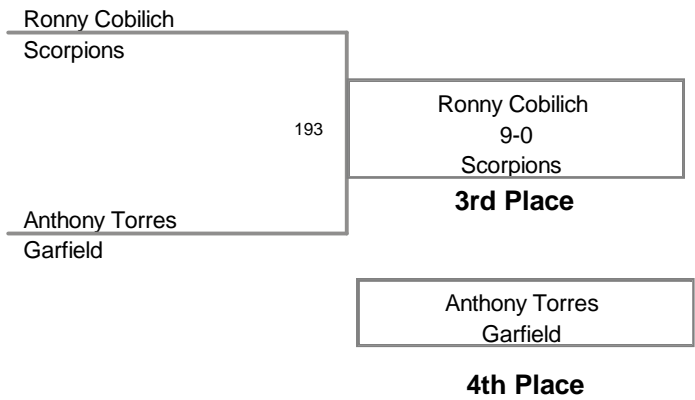 Ronny Cobilich
Scorpions
193
Ronny Cobilich
9-0
Scorpions
3rd Place
Anthony Torres
Garfield
Anthony Torres
Garfield
4th Place